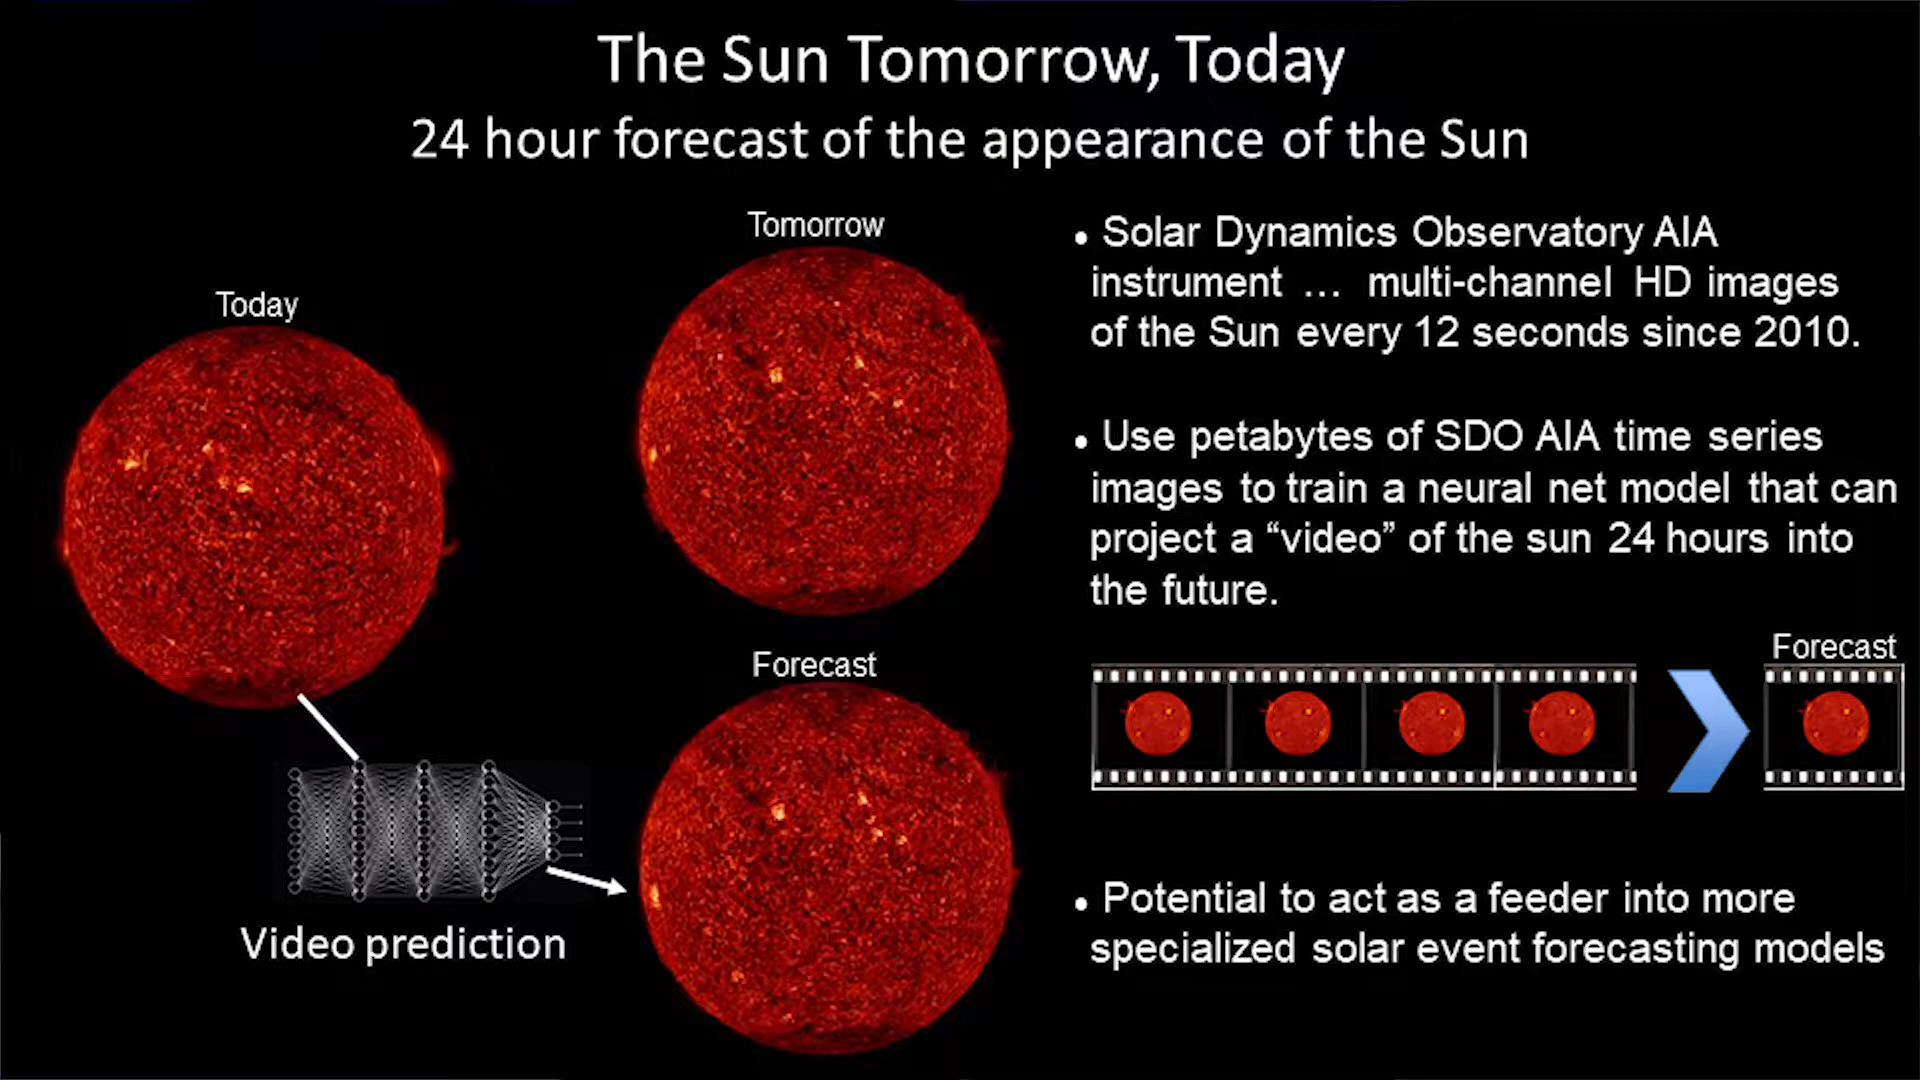 The Sun Tomorrow, Today
24 hour forecast of the appearance of the Sun
Today
Tomorrow
Forecast
Video prediction
• Solar Dynamics Observatory AIA
instrument … multi-channel HD images
of the Sun every 12 seconds since 2010.
• Use petabytes of SDO AIA time series
images to train a neural net model that can
project a “video” of the sun 24 hours into
the future.
Forecast
• Potential to act as a feeder into more
specialized solar event forecasting models